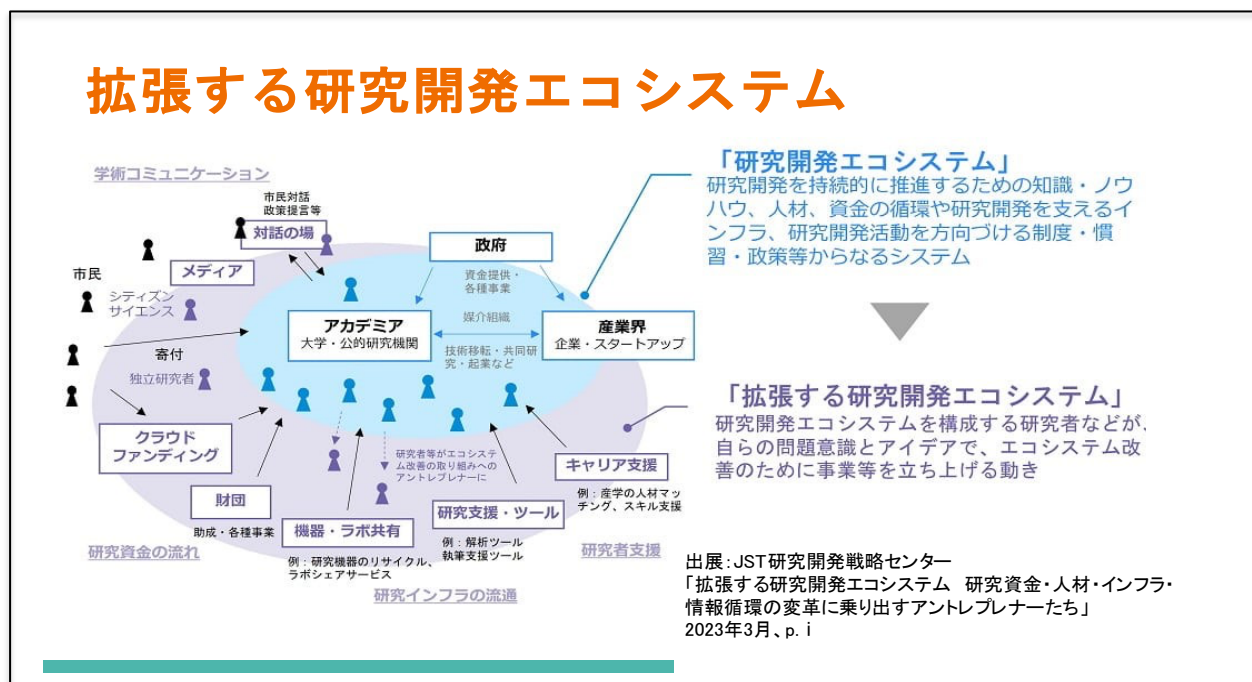 拡張する研究開発エコシステム
学術コミュニケーション
市民対話
政策提言等
対話の場
政府
メディア
市民
シティズン
サイエンス
資金提供・
各種事業
アカデミア
大学・公的研究機関
媒介組織
産業界
企業・スタートアップ
技術移転・共同研
究・起業など
寄付
独立研究者
クラウド
ファンディング
研究者等がエコシステ
ム改善の取り組みへの
アントレプレナーに
キャリア支援
例：産学の人材マッ
チング、スキル支援
財団
助成・各種事業
機器・ラボ共有
例：研究機器のリサイクル、
ラボシェアサービス
研究支援・ツール
例：解析ツール
執筆支援ツール
研究資金の流れ
研究者支援
研究インフラの流通
「研究開発エコシステム」
研究開発を持続的に推進するための知識・ノウ
ハウ、人材、資金の循環や研究開発を支えるイ
ンフラ、研究開発活動を方向づける制度・慣
習・政策等からなるシステム
「拡張する研究開発エコシステム」
研究開発エコシステムを構成する研究者などが、
自らの問題意識とアイデアで、エコシステム改
善のために事業等を立ち上げる動き
出展：JST研究開発戦略センター
「拡張する研究開発エコシステム　研究資金・人材・インフラ・
情報循環の変革に乗り出すアントレプレナーたち」
2023年3月、p. i